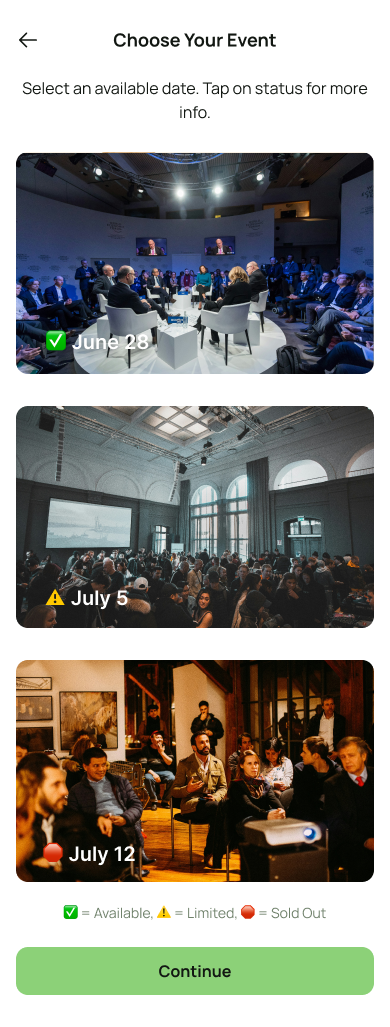 Choose Your Event
Select an available date. Tap on status for more
info.
✅ June 28
⚠️ July 5
🛑 July 12
✅ = Available, ⚠️ = Limited, 🛑 = Sold Out
Continue